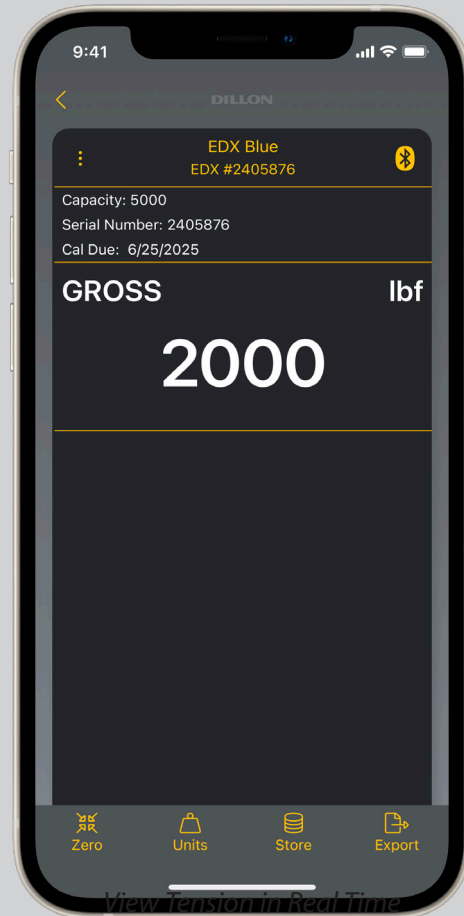 9:41
DILLON
EDX Blue
EDX #2405876
Capacity: 5000
Serial Number: 2405876
Cal Due: 6/25/2025
GROSS lbf
2000
Zero Units Store Export
View Tension in Real Time